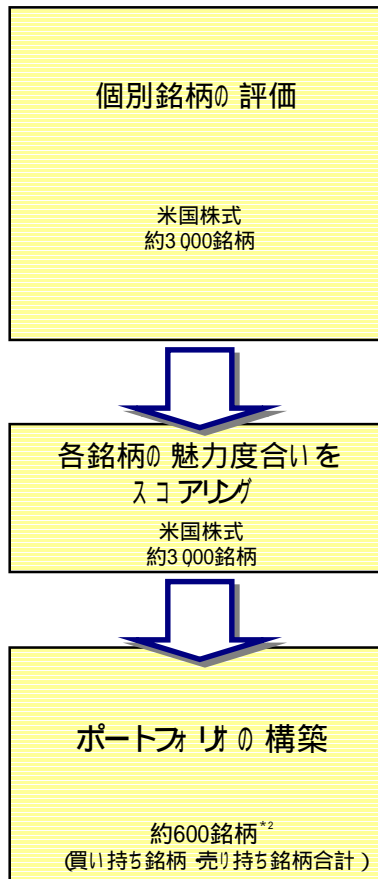 個別銘柄の評価
米国株式
約3,000銘柄
各銘柄の魅力度合いを
スコアリング
米国株式
約3,000銘柄
ポートフォリオの構築
約600銘柄*2
(買い持ち銘柄・売り持ち銘柄合計)